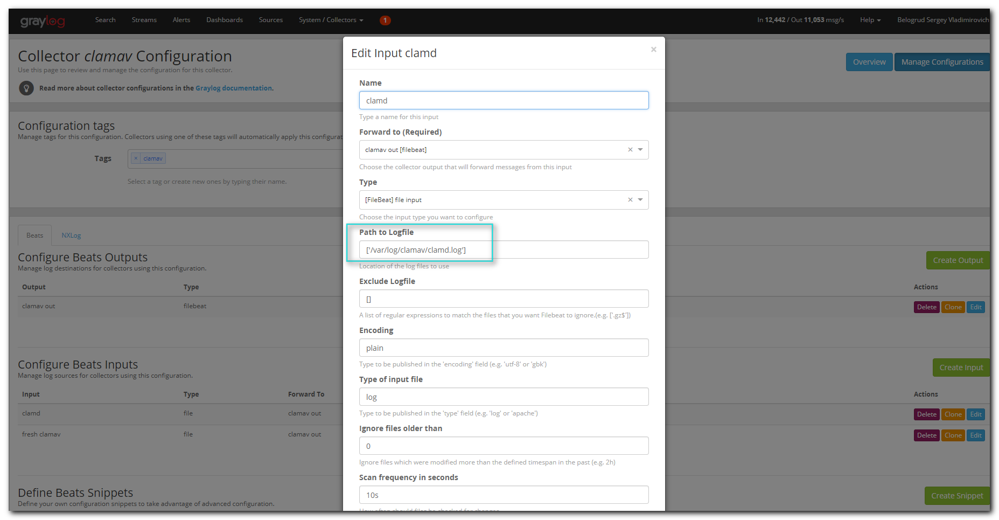 graylog
Search Streams Alerts Dashboards Sources System / Collectors 1 In 12,442 / Out 11,053 msg/s Help Belogrud Sergey Vladimirovich
Collector clamav Configuration
Use this page to review and manage the configuration for this collector.
Read more about collector configurations in the Graylog documentation.
Overview Manage Configurations
Configuration tags
Manage tags for this configuration. Collectors using one of these tags will automatically apply this configurat
Tags × clamav
Select a tag or create new ones by typing their name.
Beats NXLog
Configure Beats Outputs
Manage log destinations for collectors using this configuration.
Create Output
Output Type Actions
clamav out filebeat Delete Clone Edit
Configure Beats Inputs
Manage log sources for collectors using this configuration.
Create Input
Input Type Forward To Actions
clamd file clamav out Delete Clone Edit
fresh clamav file clamav out Delete Clone Edit
Define Beats Snippets
Define your own configuration snippets to take advantage of advanced configuration.
Create Snippet
Edit Input clamd ×
Name
clamd
Type a name for this input
Forward to (Required)
clamav out [filebeat] ×
Choose the collector output that will forward messages from this input
Type
[FileBeat] file input ×
Choose the input type you want to configure
Path to Logfile
['/var/log/clamav/clamd.log']
Location of the log files to use
Exclude Logfile
[]
A list of regular expressions to match the files that you want Filebeat to ignore.(e.g. ['.gz$'])
Encoding
plain
Type to be published in the 'encoding' field (e.g. 'utf-8' or 'gbk')
Type of input file
log
Type to be published in the 'type' field (e.g. 'log' or 'apache')
Ignore files older than
0
Ignore files which were modified more than the defined timespan in the past (e.g. 2h)
Scan frequency in seconds
10s
How often should files be checked for changes